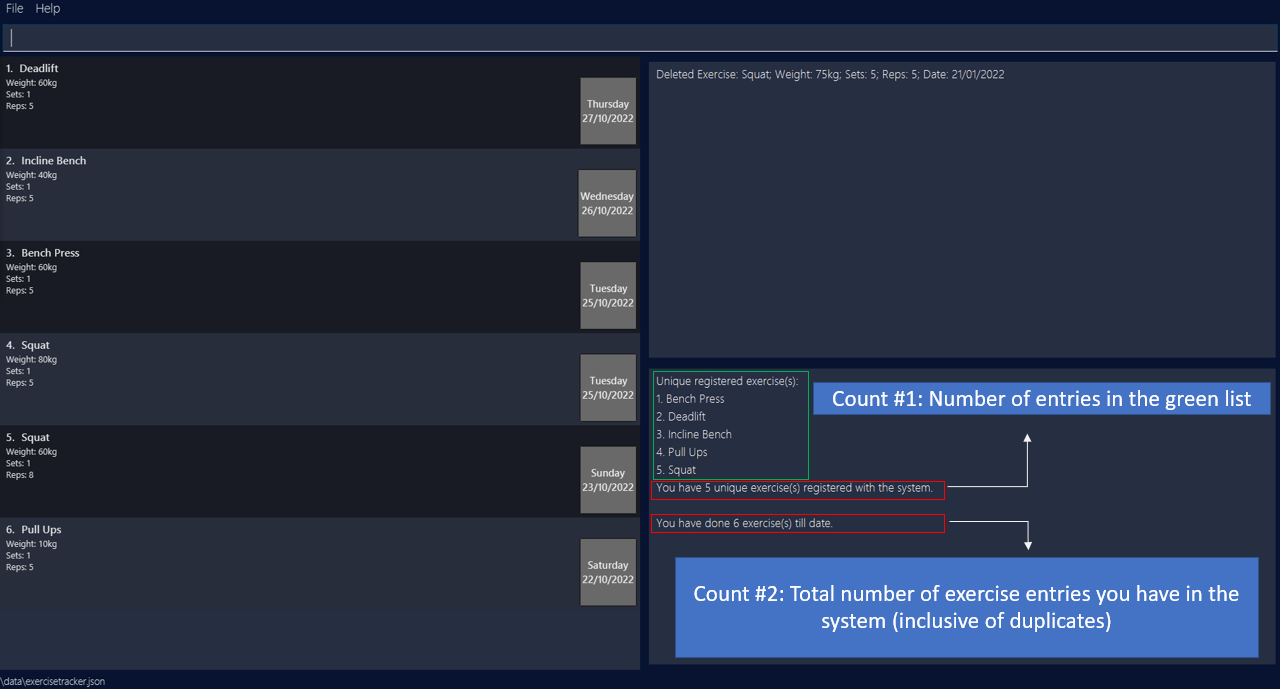 File Help
1. Deadlift
Weight: 60kg
Sets: 1
Reps: 5
Thursday
27/10/2022
2. Incline Bench
Weight: 40kg
Sets: 1
Reps: 5
Wednesday
26/10/2022
3. Bench Press
Weight: 60kg
Sets: 1
Reps: 5
Tuesday
25/10/2022
4. Squat
Weight: 80kg
Sets: 1
Reps: 5
Tuesday
25/10/2022
5. Squat
Weight: 60kg
Sets: 1
Reps: 8
Sunday
23/10/2022
6. Pull Ups
Weight: 10kg
Sets: 1
Reps: 5
Saturday
22/10/2022
Deleted Exercise: Squat; Weight: 75kg; Sets: 5; Reps: 5; Date: 21/01/2022
Unique registered exercise(s):
1. Bench Press
2. Deadlift
3. Incline Bench
4. Pull Ups
5. Squat
You have 5 unique exercise(s) registered with the system.
You have done 6 exercise(s) till date.
Count #1: Number of entries in the green list
Count #2: Total number of exercise entries you have in the
system (inclusive of duplicates)
\data\exercisetracker.json